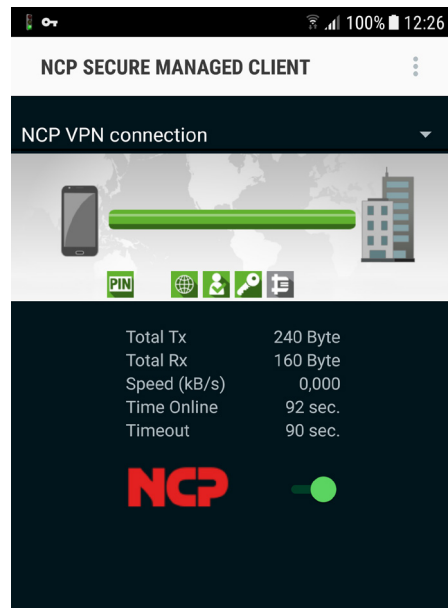 100% 12:26
NCP SECURE MANAGED CLIENT
NCP VPN connection
PIN
Total Tx 240 Byte
Total Rx 160 Byte
Speed (kB/s) 0,000
Time Online 92 sec.
Timeout 90 sec.
NCP